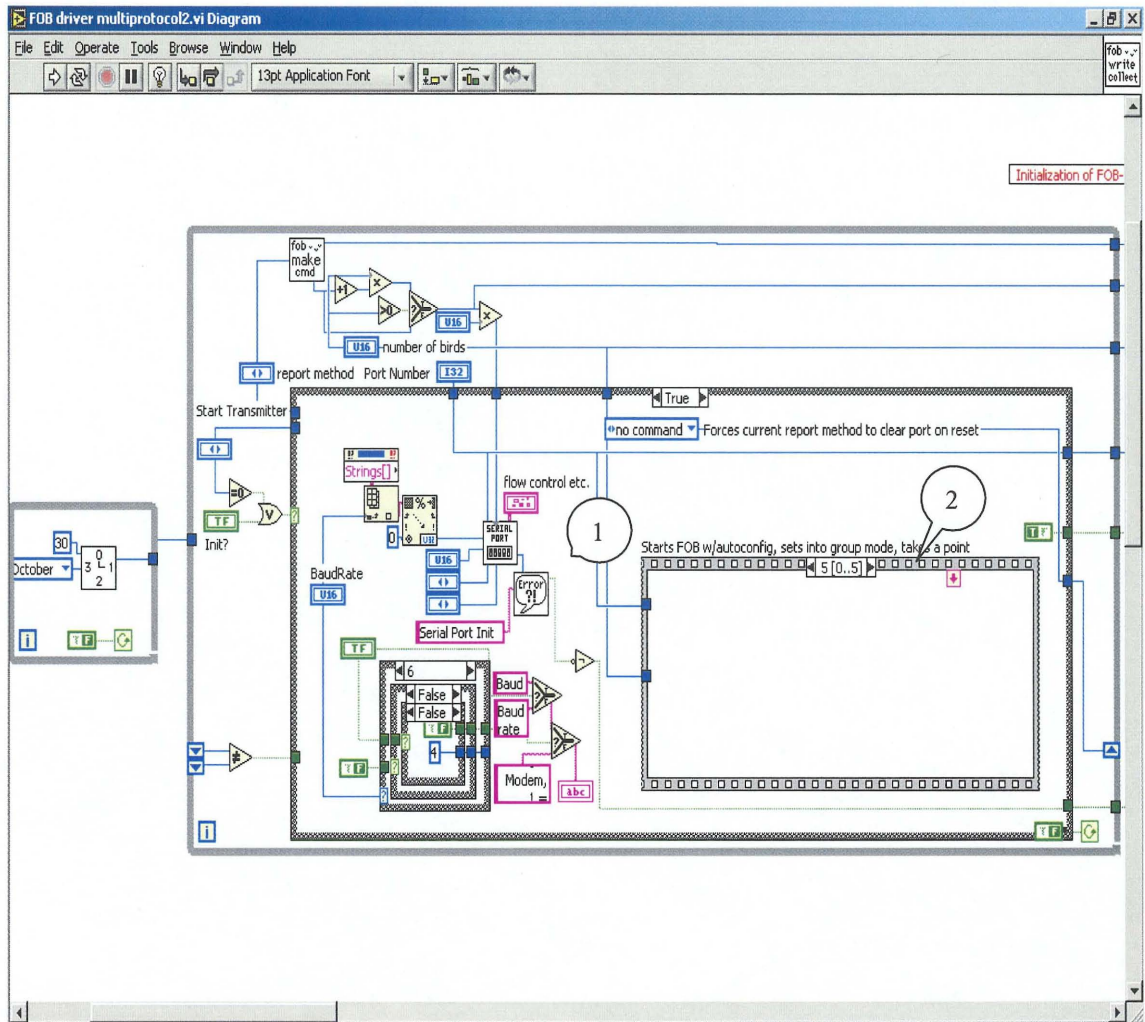 FOB driver multiprotocol2.vi Diagram
File Edit Operate Tools Browse Window Help
13pt Application Font
fob
write
collect
Initialization of FOB-
fob
make
cmd
+1
x
>0
?
T
F
U16
x
U16 number of birds
report method Port Number I32
True
Start Transmitter
no command Forces current report method to clear port on reset
Strings[]
flow control etc.
2
=0
V
TF
?
Init?
%
SERIAL
PORT
0
1
Starts FOB w/autoconfig, sets into group mode, takes a point
5 [0..5]
30
October
0
3 1
2
U16
BaudRate
U16
Error
?!
i
T F
Serial Port Init
TF
6
False
False
Baud
Baud
rate
T F
4
T F
Modem,
1 =
abc
?
≠
i
T F